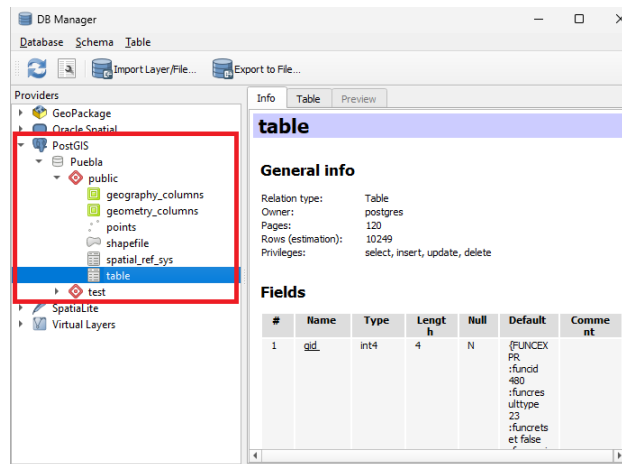 DB Manager
Database Schema Table
Import Layer/File... Export to File...
Providers
GeoPackage
Oracle Spatial
PostGIS
Puebla
public
geography_columns
geometry_columns
points
shapefile
spatial_ref_sys
table
test
SpatiaLite
Virtual Layers
Info Table Preview
table
General info
Relation type: Table
Owner: postgres
Pages: 120
Rows (estimation): 10249
Privileges: select, insert, update, delete
Fields
# Name Type Lengt Null Default Comme
h nt
1 gid int4 4 N {FUNCEX
PR
:funcid
480
:funcres
ulttype
23
:funcrets
et false